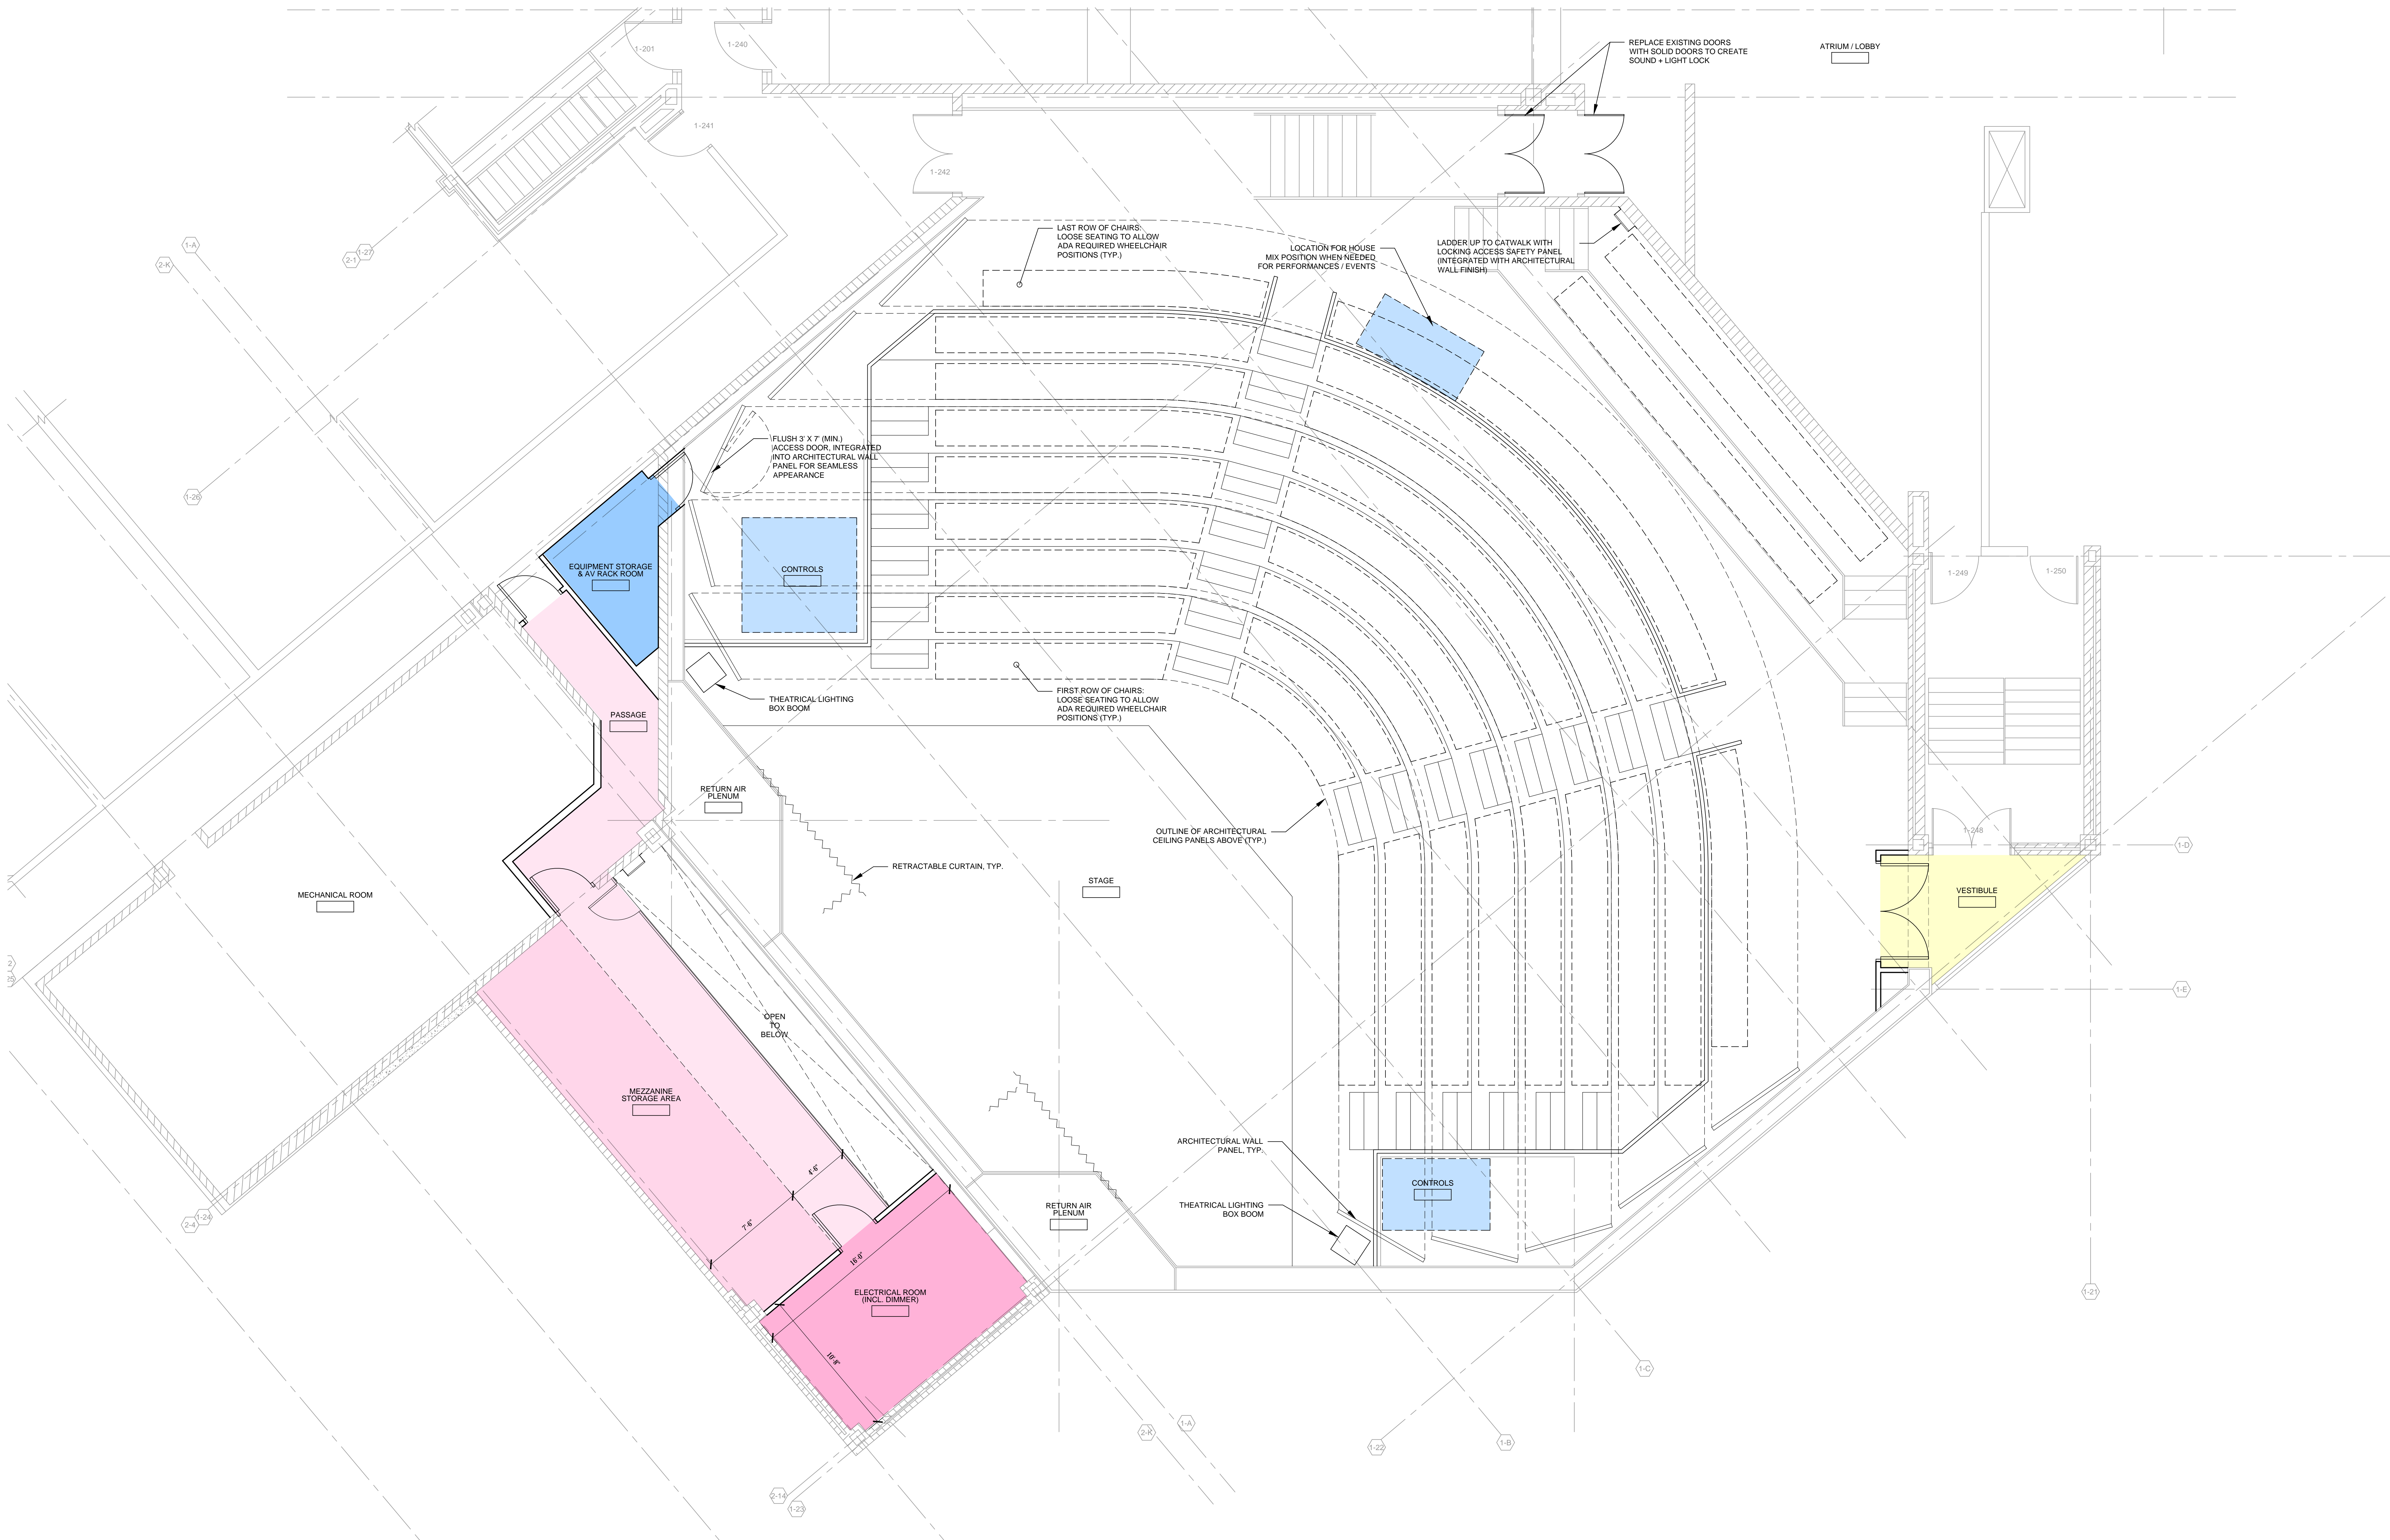 1-201
1-240
REPLACE EXISTING DOORS
WITH SOLID DOORS TO CREATE
SOUND + LIGHT LOCK
ATRIUM / LOBBY
1-241
1-242
1-A
2-K
2-1
1-27
LAST ROW OF CHAIRS:
LOOSE SEATING TO ALLOW
ADA REQUIRED WHEELCHAIR
POSITIONS (TYP.)
LOCATION FOR HOUSE
MIX POSITION WHEN NEEDED
FOR PERFORMANCES / EVENTS
LADDER UP TO CATWALK WITH
LOCKING ACCESS SAFETY PANEL
(INTEGRATED WITH ARCHITECTURAL
WALL FINISH)
1-26
FLUSH 3' X 7' (MIN.)
ACCESS DOOR, INTEGRATED
INTO ARCHITECTURAL WALL
PANEL FOR SEAMLESS
APPEARANCE
EQUIPMENT STORAGE
& AV RACK ROOM
CONTROLS
1-249
1-250
PASSAGE
THEATRICAL LIGHTING
BOX BOOM
FIRST ROW OF CHAIRS:
LOOSE SEATING TO ALLOW
ADA REQUIRED WHEELCHAIR
POSITIONS (TYP.)
RETURN AIR
PLENUM
OUTLINE OF ARCHITECTURAL
CEILING PANELS ABOVE (TYP.)
1-248
1-D
RETRACTABLE CURTAIN, TYP.
STAGE
MECHANICAL ROOM
VESTIBULE
2
25
1-E
OPEN
TO
BELOW
MEZZANINE
STORAGE AREA
4'-6"
7'-6"
ARCHITECTURAL WALL
PANEL, TYP.
CONTROLS
THEATRICAL LIGHTING
BOX BOOM
RETURN AIR
PLENUM
2-4
1-24
16'-0"
ELECTRICAL ROOM
(INCL. DIMMER)
10'-8"
1-21
1-C
2-K
1-A
1-22
1-B
2-14
1-23